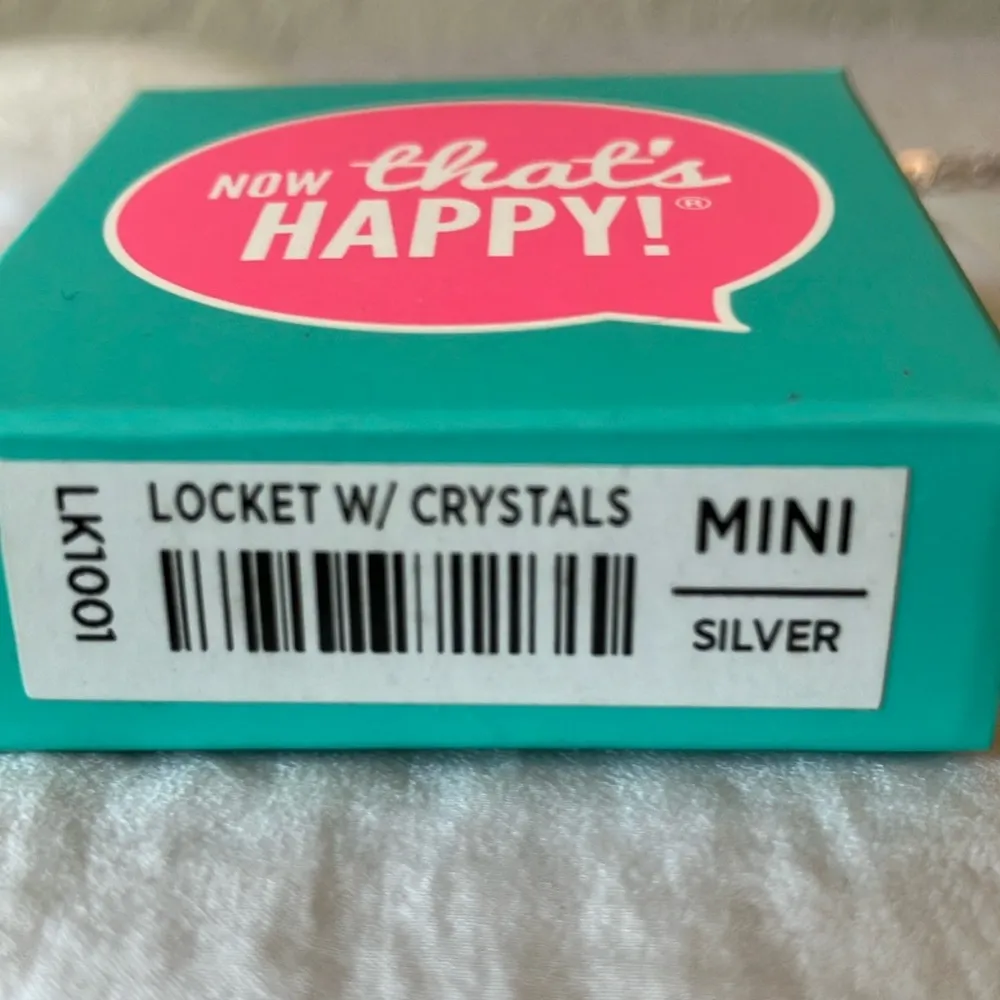 NOW that's
HAPPY!®
LK1001
LOCKET W/ CRYSTALS
MINI
SILVER